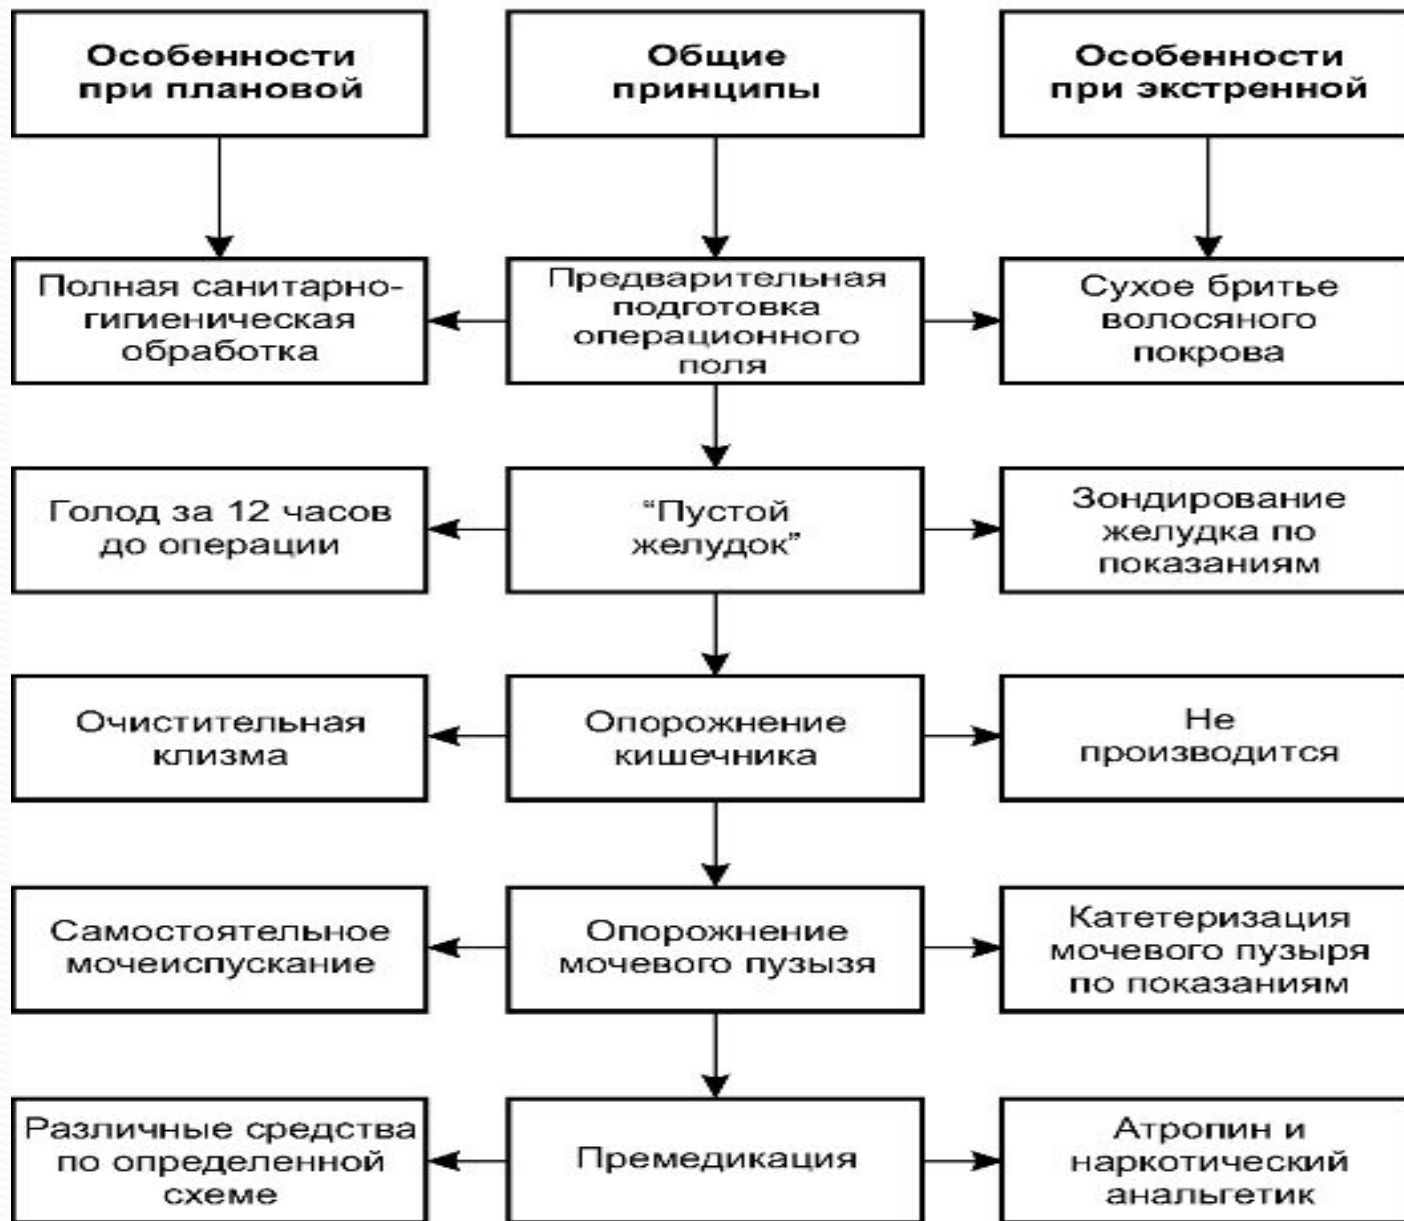 Особенности
при плановой
Общие
принципы
Особенности
при экстренной
Полная санитарно-
гигиеническая
обработка
Предварительная
подготовка
операционного
поля
Сухое бритье
волосяного
покрова
Голод за 12 часов
до операции
“Пустой
желудок”
Зондирование
желудка по
показаниям
Очистительная
клизма
Опорожнение
кишечника
Не
производится
Самостоятельное
мочеиспускание
Опорожнение
мочевого пузызя
Катетеризация
мочевого пузыря
по показаниям
Различные средства
по определенной
схеме
Премедикация
Атропин и
наркотический
анальгетик